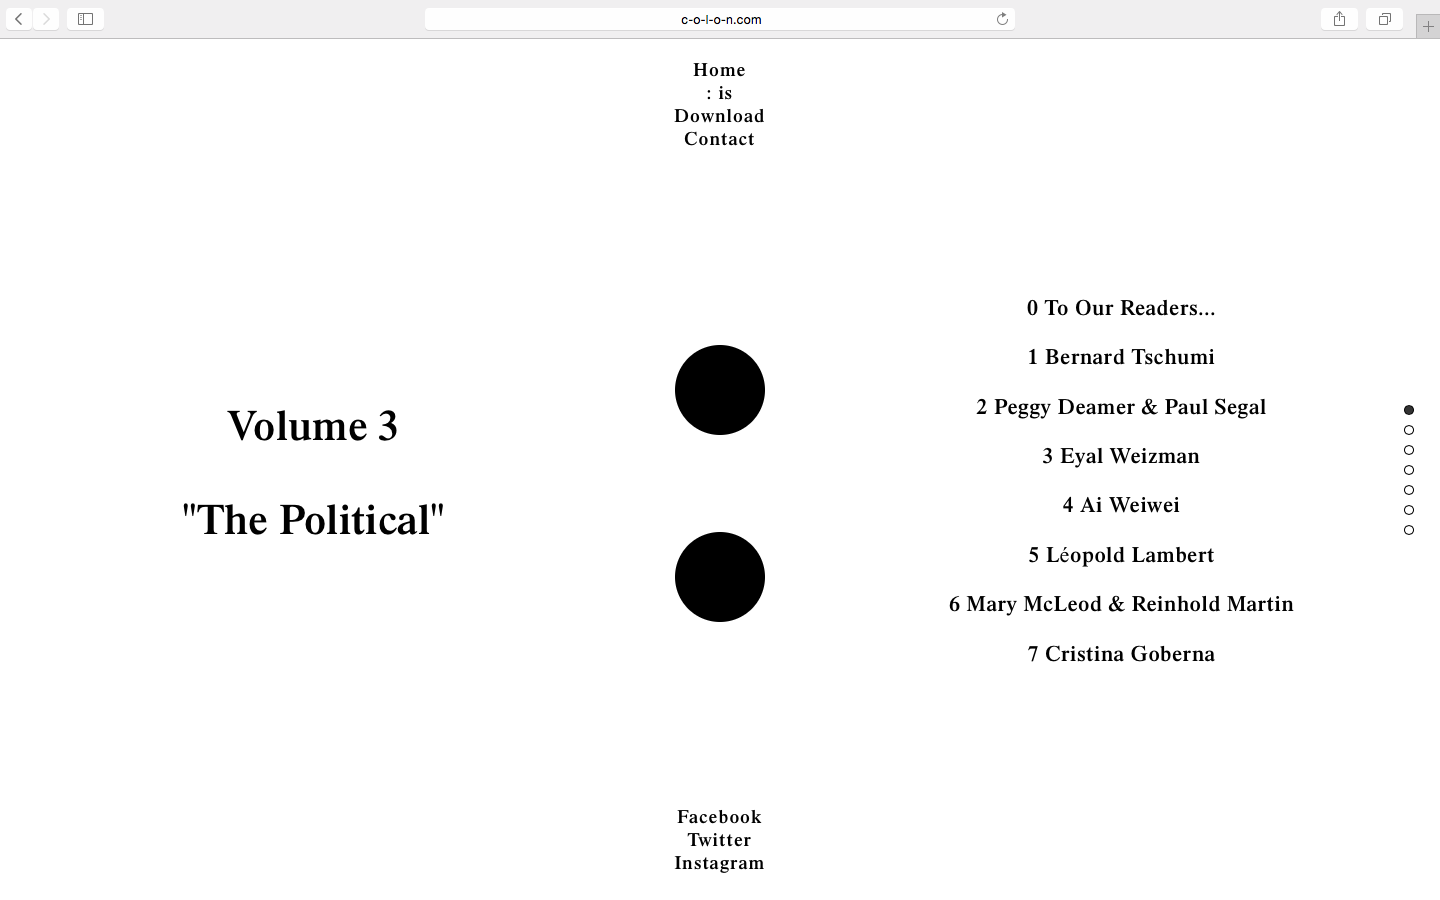 c-o-l-o-n.com
Home
: is
Download
Contact
Volume 3
"The Political"
0 To Our Readers...
1 Bernard Tschumi
2 Peggy Deamer & Paul Segal
3 Eyal Weizman
4 Ai Weiwei
5 Léopold Lambert
6 Mary McLeod & Reinhold Martin
7 Cristina Goberna
Facebook
Twitter
Instagram